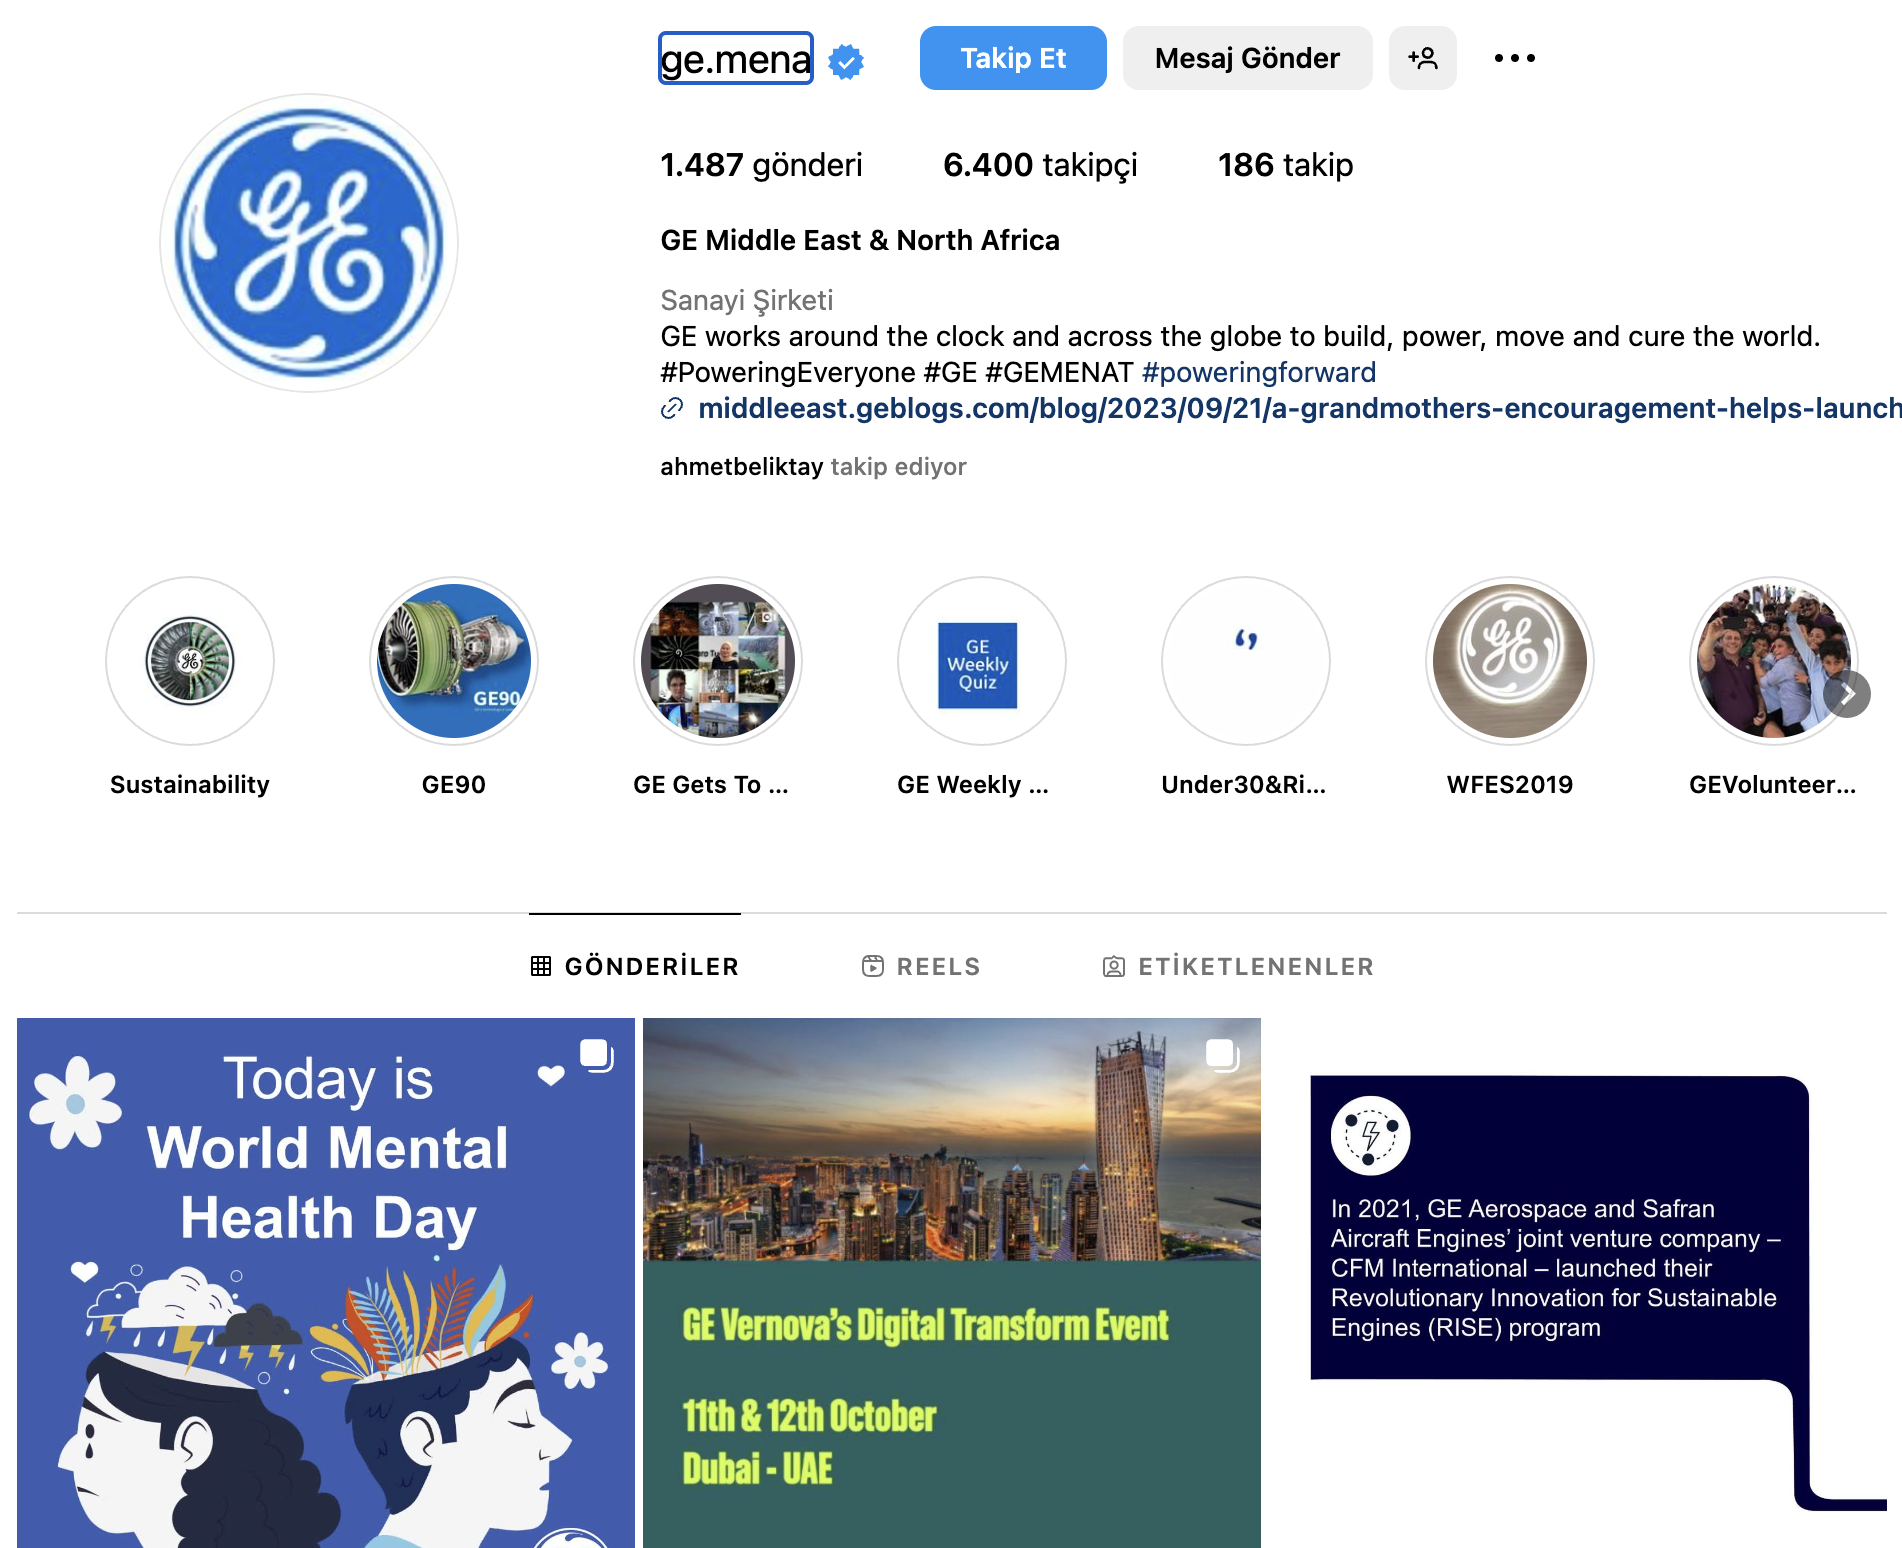 ge.mena
Takip Et
Mesaj Gönder
1.487 gönderi
6.400 takipçi
186 takip
GE Middle East & North Africa
Sanayi Şirketi
GE works around the clock and across the globe to build, power, move and cure the world.
#PoweringEveryone #GE #GEMENAT #poweringforward
middleeast.geblogs.com/blog/2023/09/21/a-grandmothers-encouragement-helps-launch
ahmetbeliktay takip ediyor
GE
GE
GE90
GE
Weekly
Quiz
GE
Sustainability
GE90
GE Gets To ...
GE Weekly ...
Under30&Ri...
WFES2019
GEVolunteer...
GÖNDERİLER
REELS
ETİKETLENENLER
Today is
World Mental
Health Day
GE Vernova's Digital Transform Event
11th & 12th October
Dubai - UAE
In 2021, GE Aerospace and Safran
Aircraft Engines’ joint venture company –
CFM International – launched their
Revolutionary Innovation for Sustainable
Engines (RISE) program